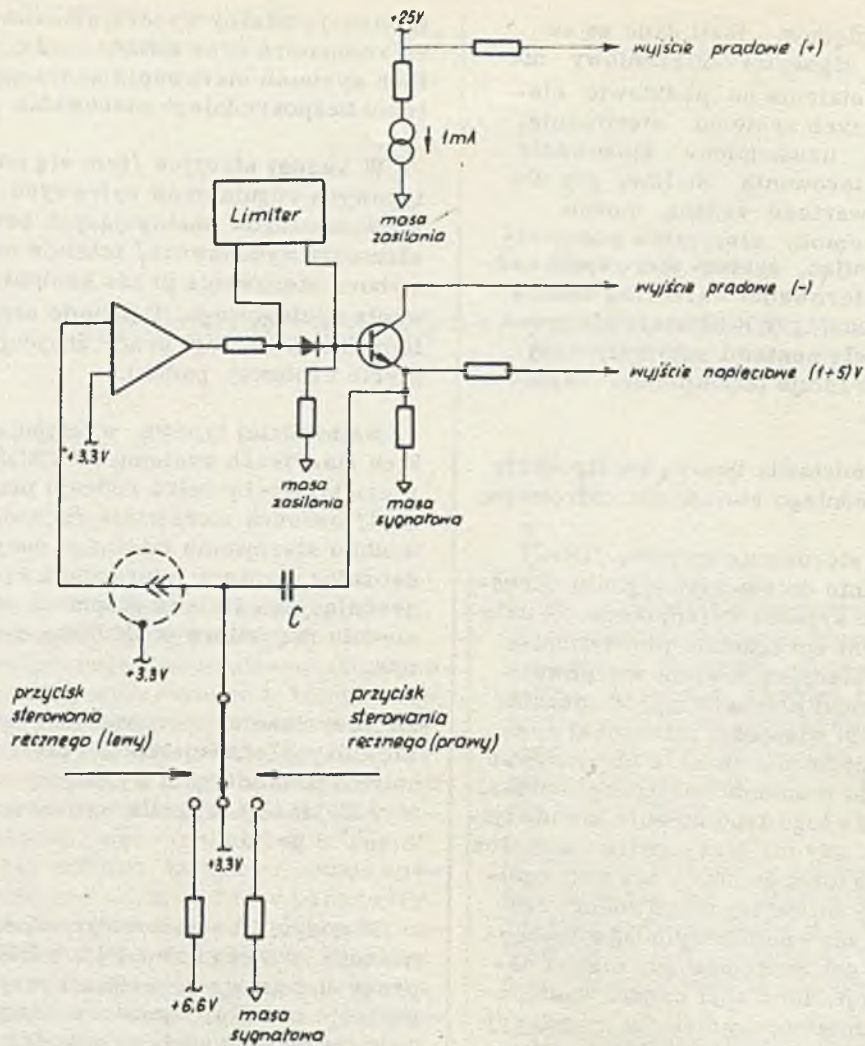 +25V
wyjście prądowe (+)
1mA
masa
zasilania
Limiter
wyjście prądowe (-)
wyjście napięciowe (1÷5)V
+3,3V
masa
zasilania
masa
sygnałowa
C
+3,3V
przycisk
sterowania
ręcznego (lewy)
przycisk
sterowania
ręcznego (prawy)
+3,3V
+6,6V
masa
sygnałowa